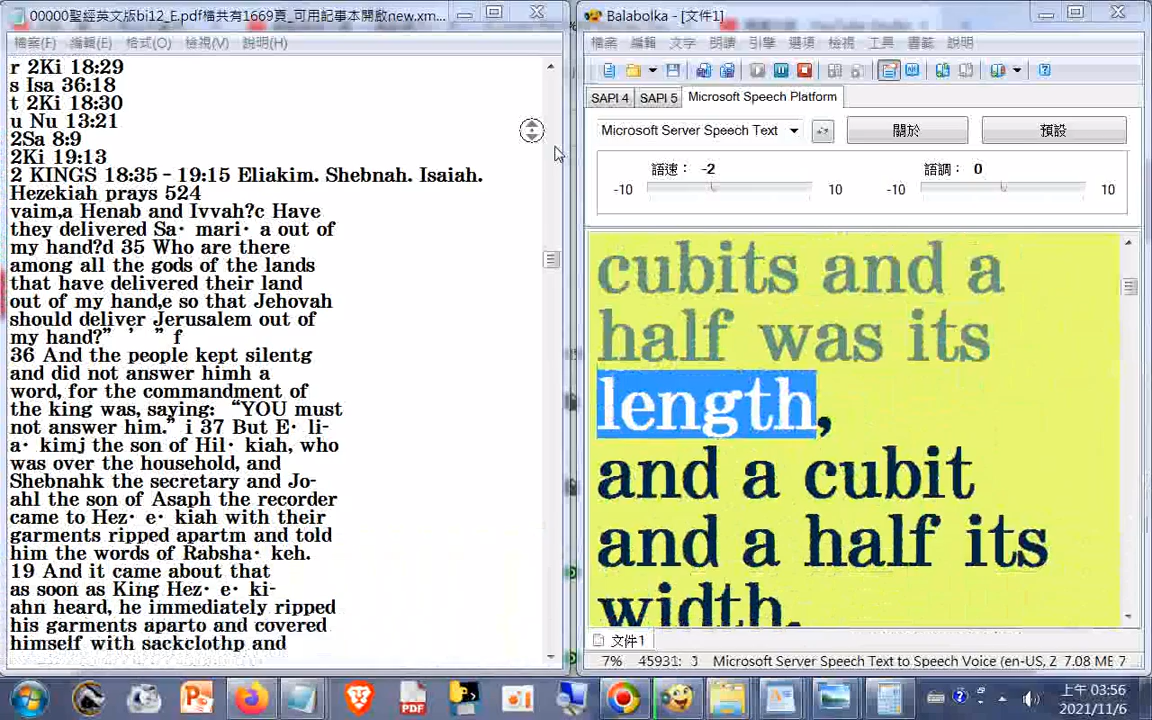 00000聖經英文版bi12_E.pdf檔共有1669頁_可用記事本開啟new.xm...
檔案(F) 編輯(E) 格式(O) 檢視(V) 說明(H)
r 2Ki 18:29
s Isa 36:18
t 2Ki 18:30
u Nu 13:21
2Sa 8:9
2Ki 19:13
2 KINGS 18:35–19:15 Eliakim. Shebnah. Isaiah.
Hezekiah prays 524
vaim,a Henab and Ivvah?c Have
they delivered Sa· mari· a out of
my hand?d 35 Who are there
among all the gods of the lands
that have delivered their land
out of my hand,e so that Jehovah
should deliver Jerusalem out of
my hand?” ’ ” f
36 And the people kept silentg
and did not answer himh a
word, for the commandment of
the king was, saying: “YOU must
not answer him.” i 37 But E· li-
a· kimj the son of Hil· kiah, who
was over the household, and
Shebnahk the secretary and Jo-
ahl the son of Asaph the recorder
came to Hez· e· kiah with their
garments ripped apartm and told
him the words of Rabsha· keh.
19 And it came about that
as soon as King Hez· e· ki-
ahn heard, he immediately ripped
his garments aparto and covered
himself with sackclothp and
Balabolka - [文件1]
檔案 編輯 文字 朗讀 引擎 選項 檢視 工具 書籤 說明
SAPI 4 SAPI 5 Microsoft Speech Platform
Microsoft Server Speech Text 關於 預設
語速： -2 語調： 0
-10 10 -10 10
cubits and a
half was its
length,
and a cubit
and a half its
width.
文件1
7% 45931: Microsoft Server Speech Text to Speech Voice (en-US, 7.08 ME 7
PDF
上午 03:56
2021/11/6